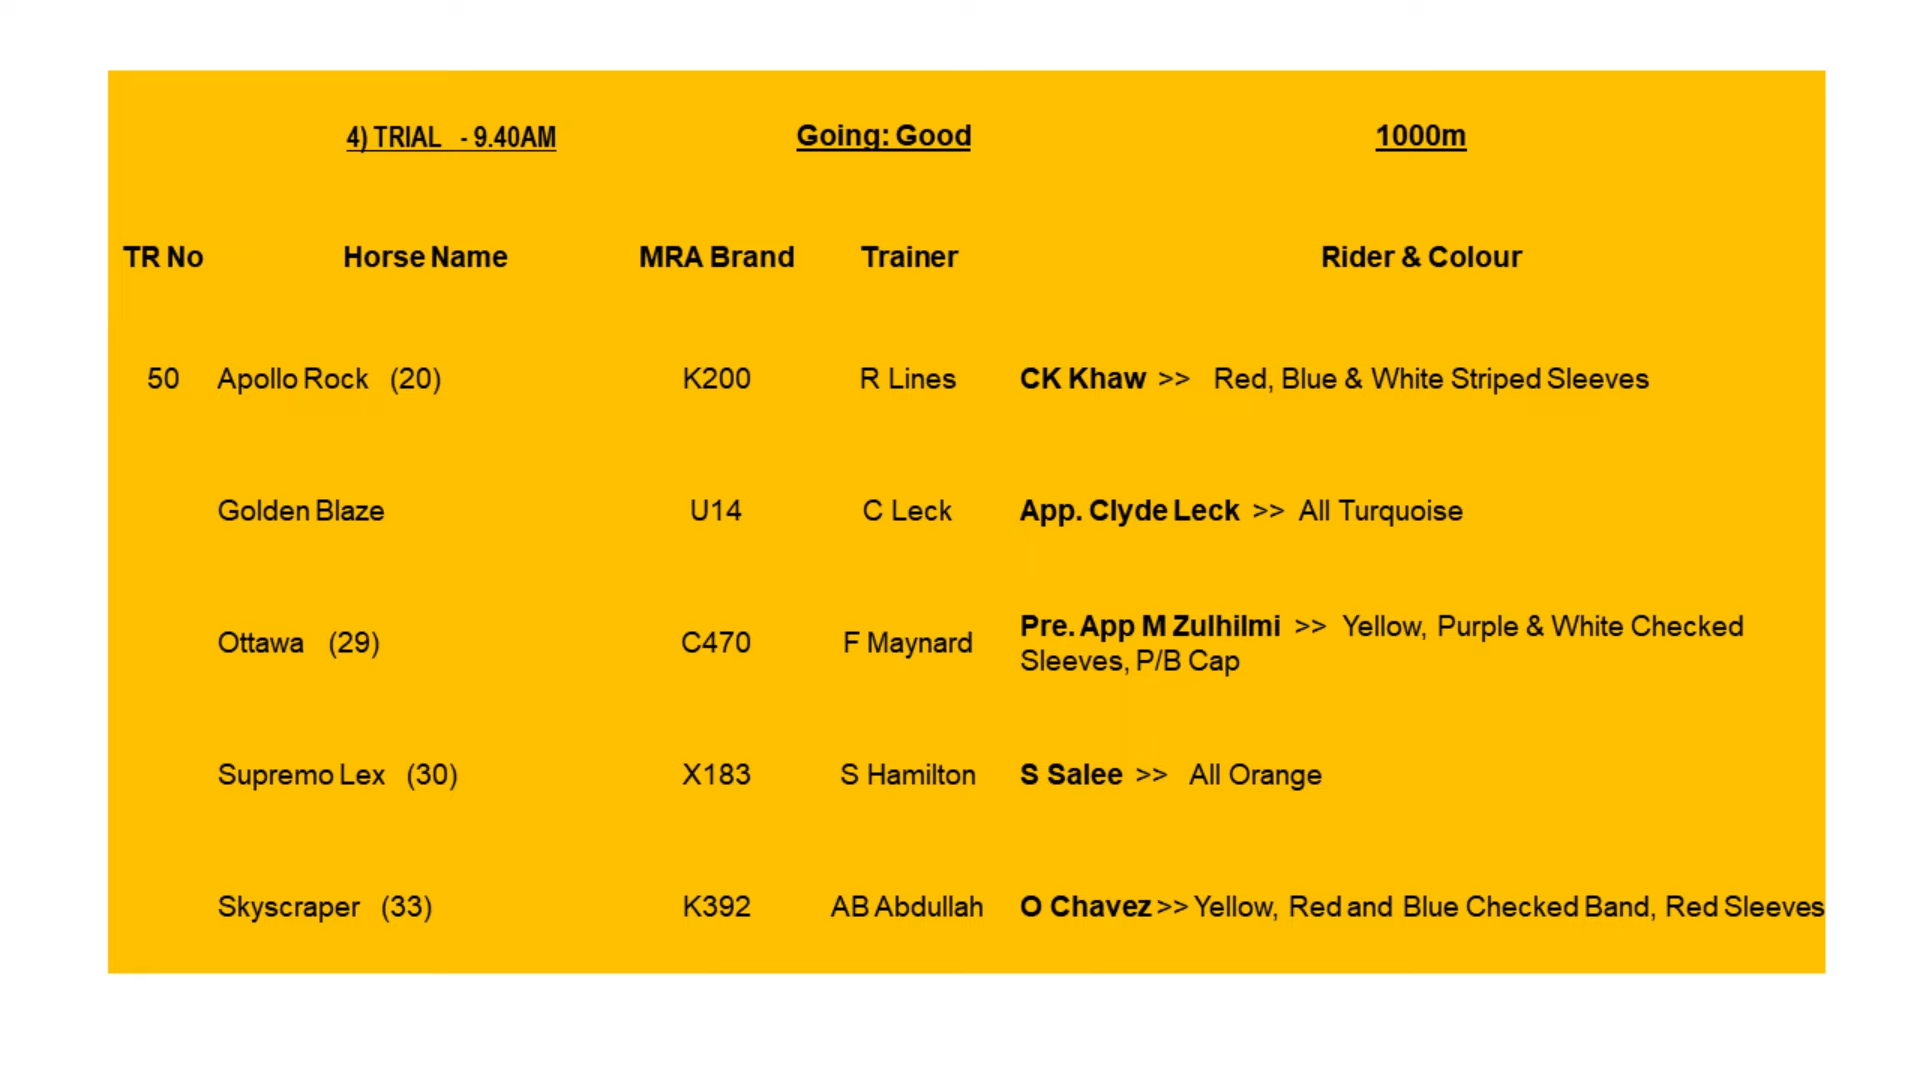 4) TRIAL - 9.40AM Going: Good 1000m
TR No Horse Name MRA Brand Trainer Rider & Colour
50 Apollo Rock (20) K200 R Lines CK Khaw >> Red, Blue & White Striped Sleeves
Golden Blaze U14 C Leck App. Clyde Leck >> All Turquoise
Ottawa (29) C470 F Maynard Pre. App M Zulhilmi >> Yellow, Purple & White Checked
Sleeves, P/B Cap
Supremo Lex (30) X183 S Hamilton S Salee >> All Orange
Skyscraper (33) K392 AB Abdullah O Chavez >> Yellow, Red and Blue Checked Band, Red Sleeves